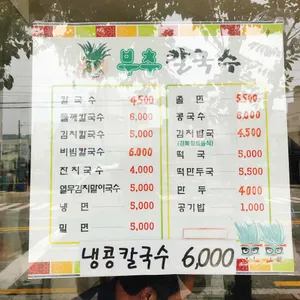 부추 칼국수
칼국수 4,500
들깨칼국수 6,000
김치칼국수 5,000
비빔칼국수 6,000
잔치국수 4,000
열무김치말이국수 5,000
냉면 5,000
밀면 5,000
쫄면 5,500
콩국수 6,000
김치밥국 4,500
떡국 5,000
떡만두국 5,500
만두 4,000
공기밥 1,000
냉콩칼국수 6,000